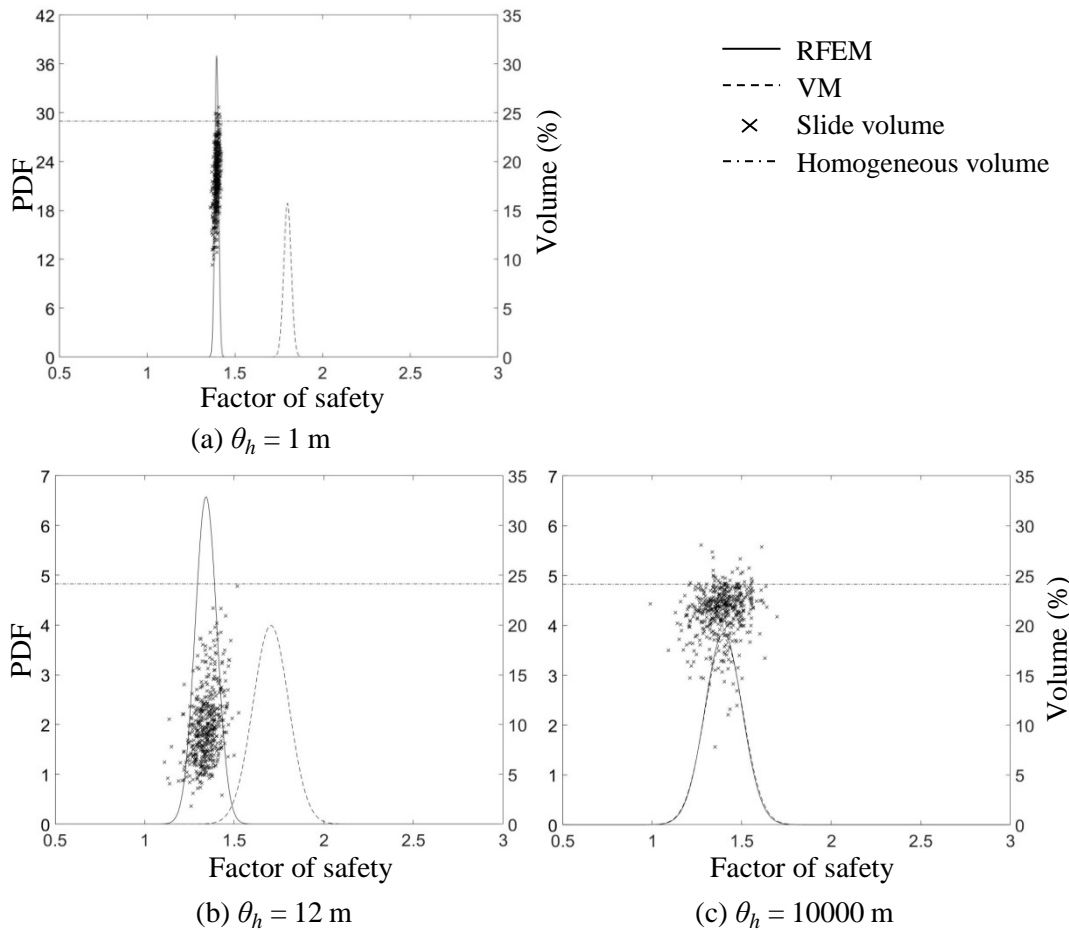 42
36
30
24
18
12
6
0
PDF
35
30
25
20
15
10
5
0
Volume (%)
0.5 1 1.5 2 2.5 3
Factor of safety
(a) θh = 1 m
RFEM
VM
Slide volume
Homogeneous volume
7
6
5
4
3
2
1
0
PDF
35
30
25
20
15
10
5
0
0.5 1 1.5 2 2.5 3
Factor of safety
(b) θh = 12 m
7
6
5
4
3
2
1
0
35
30
25
20
15
10
5
0
Volume (%)
0.5 1 1.5 2 2.5 3
Factor of safety
(c) θh = 10000 m